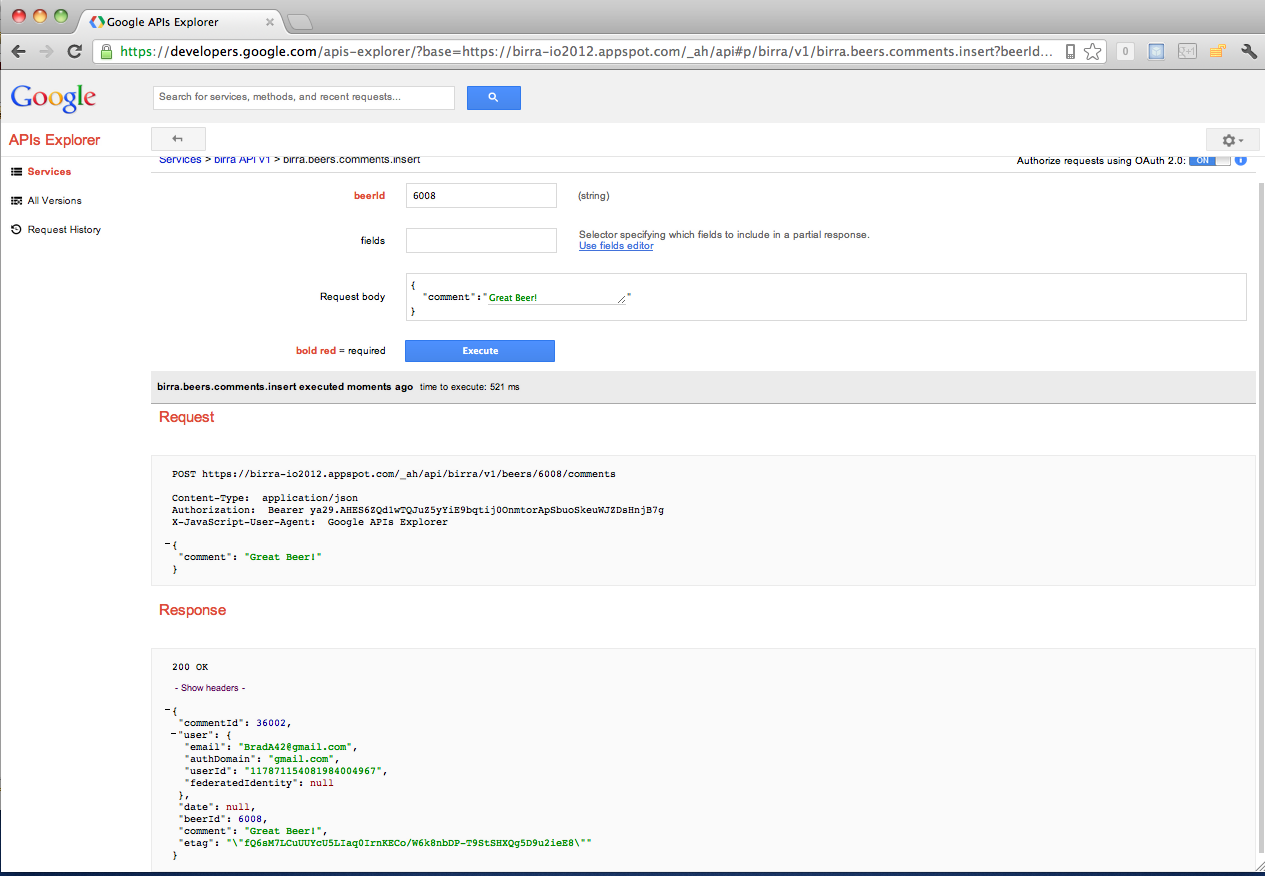 Google APIs Explorer
https://developers.google.com/apis-explorer/?base=https://birra-io2012.appspot.com/_ah/api#p/birra/v1/birra.beers.comments.insert?beerId...
0
Google
Search for services, methods, and recent requests...
APIs Explorer
Services
All Versions
Request History
Services > birra API v1 > birra.beers.comments.insert
Authorize requests using OAuth 2.0: ON i
beerId 6008 (string)
fields Selector specifying which fields to include in a partial response.
Use fields editor
Request body
{
"comment":"Great Beer!"
}
bold red = required Execute
birra.beers.comments.insert executed moments ago time to execute: 521 ms
Request
POST https://birra-io2012.appspot.com/_ah/api/birra/v1/beers/6008/comments
Content-Type: application/json
Authorization: Bearer ya29.AHES6ZQd1wTQJuZ5yYiE9bqtij0OnmtorApSbuoSkeuWJZDsHnjB7g
X-JavaScript-User-Agent: Google APIs Explorer
{
"comment": "Great Beer!"
}
Response
200 OK
- Show headers -
{
"commentId": 36002,
"user": {
"email": "BradA42@gmail.com",
"authDomain": "gmail.com",
"userId": "117871154081984004967",
"federatedIdentity": null
},
"date": null,
"beerId": 6008,
"comment": "Great Beer!",
"etag": "\"fQ6sM7LCuUUYcU5LIaq0IrnKECo/W6k8nbDP-T9StSHXQg5D9u2ieE8\""
}